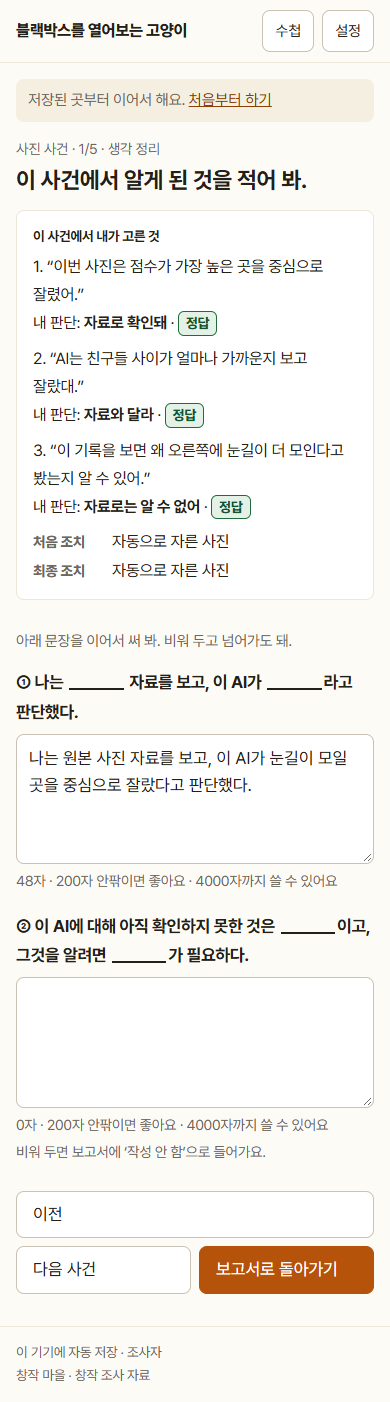 블랙박스를 열어보는 고양이
수첩
설정
저장된 곳부터 이어서 해요. 처음부터 하기
사진 사건 · 1/5 · 생각 정리
이 사건에서 알게 된 것을 적어 봐.
이 사건에서 내가 고른 것
1. “이번 사진은 점수가 가장 높은 곳을 중심으로
잘렸어.”
내 판단: 자료로 확인돼 · 정답
2. “AI는 친구들 사이가 얼마나 가까운지 보고
잘랐대.”
내 판단: 자료와 달라 · 정답
3. “이 기록을 보면 왜 오른쪽에 눈길이 더 모인다고
봤는지 알 수 있어.”
내 판단: 자료로는 알 수 없어 · 정답
처음 조치 자동으로 자른 사진
최종 조치 자동으로 자른 사진
아래 문장을 이어서 써 봐. 비워 두고 넘어가도 돼.
① 나는 ______ 자료를 보고, 이 AI가 ______라고
판단했다.
나는 원본 사진 자료를 보고, 이 AI가 눈길이 모일
곳을 중심으로 잘랐다고 판단했다.
48자 · 200자 안팎이면 좋아요 · 4000자까지 쓸 수 있어요
② 이 AI에 대해 아직 확인하지 못한 것은 ______이고,
그것을 알려면 ______가 필요하다.
0자 · 200자 안팎이면 좋아요 · 4000자까지 쓸 수 있어요
비워 두면 보고서에 ‘작성 안 함’으로 들어가요.
이전
다음 사건
보고서로 돌아가기
이 기기에 자동 저장 · 조사자
창작 마을 · 창작 조사 자료